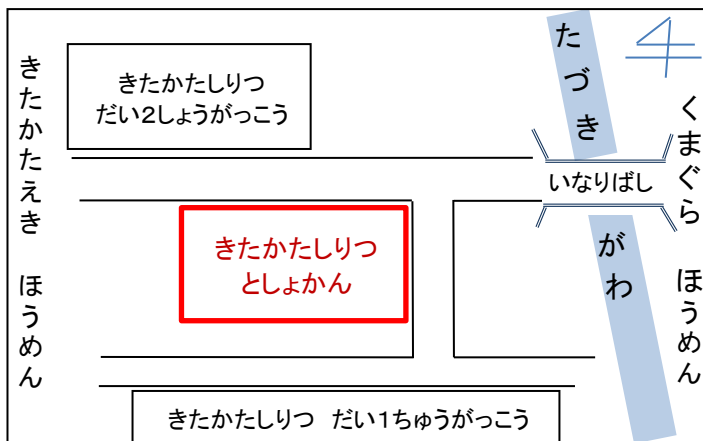 きたかたえき　ほうめん
きたかたしりつ
だい２しょうがっこう
たづき
がわ
くまぐら　ほうめん
いなりばし
きたかたしりつ
としょかん
きたかたしりつ　だい１ちゅうがっこう